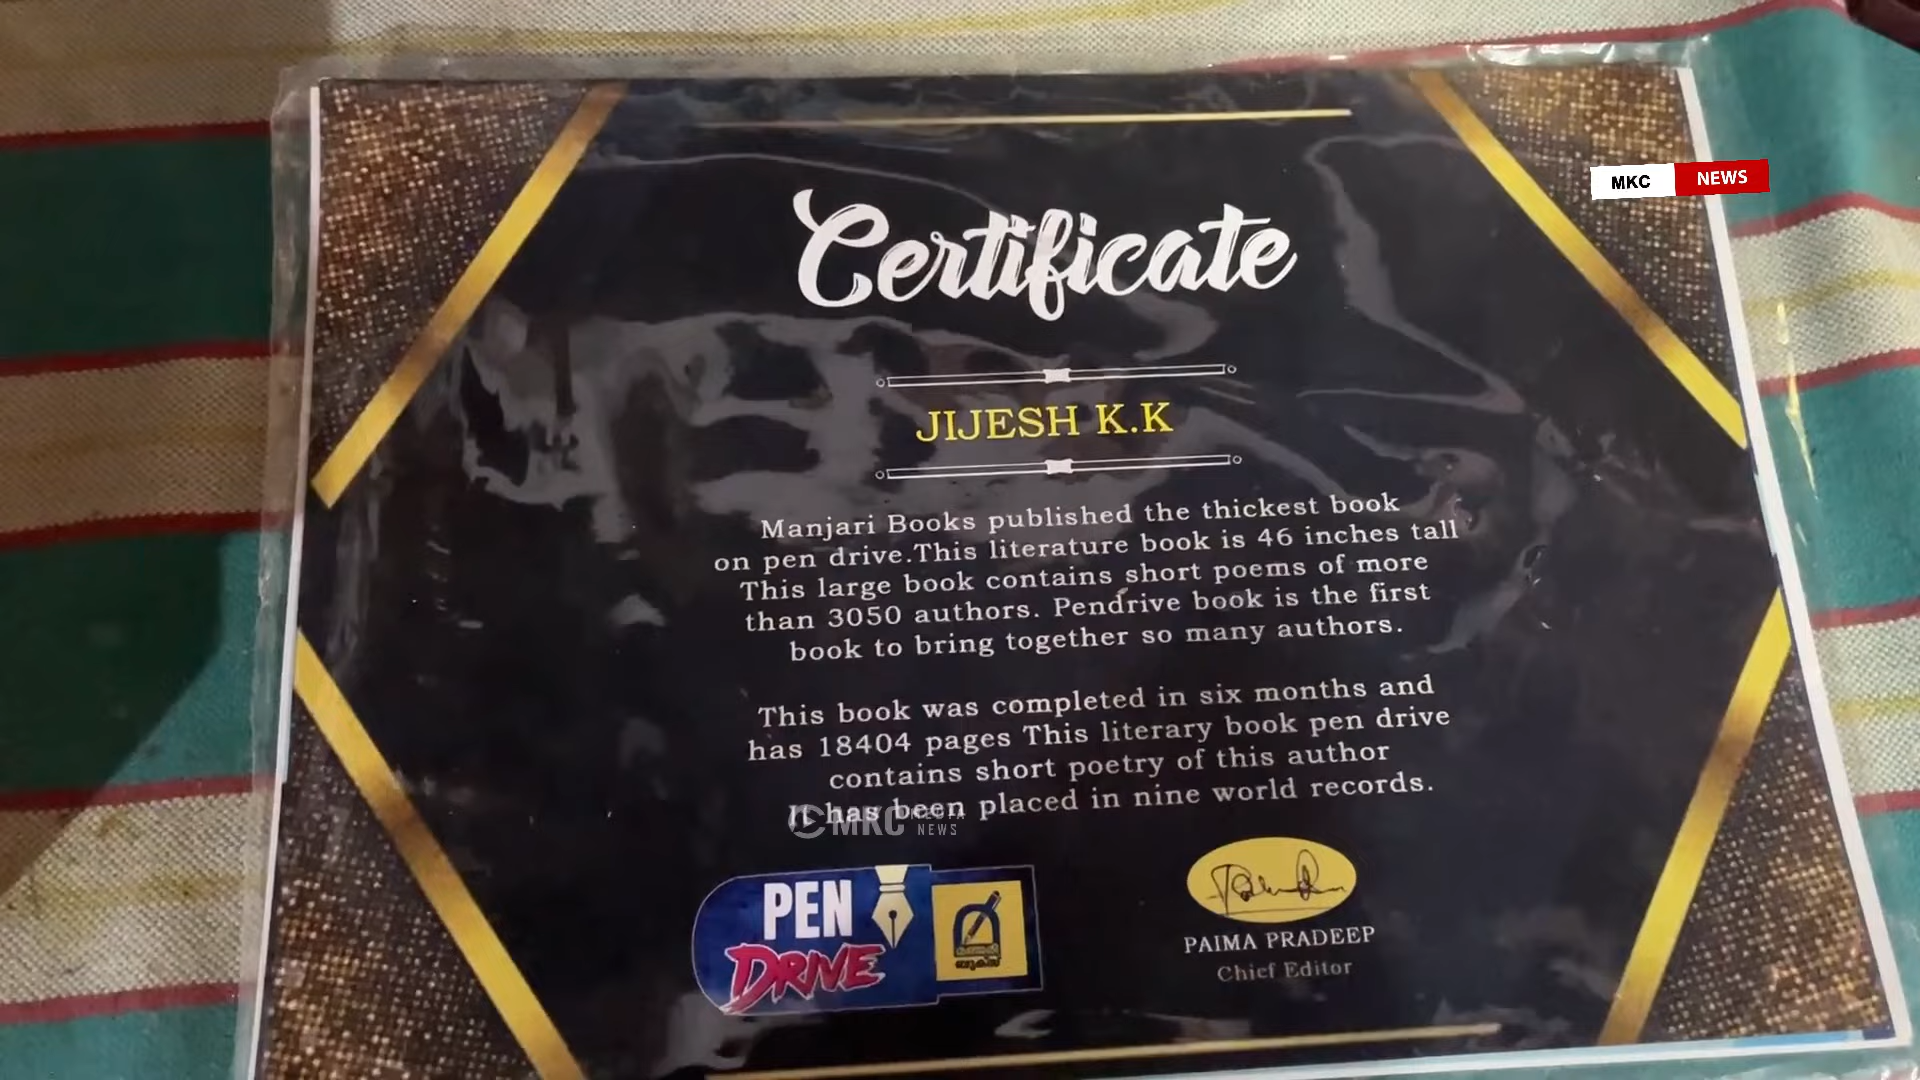 MKC NEWS
Certificate
JIJESH K.K
Manjari Books published the thickest book
on pen drive.This literature book is 46 inches tall
This large book contains short poems of more
than 3050 authors. Pendrive book is the first
book to bring together so many authors.
This book was completed in six months and
has 18404 pages This literary book pen drive
contains short poetry of this author
It has been placed in nine world records.
MKC MEDIA
NEWS
PEN
DRIVE
മഞ്ജരി
ബുക്സ്
PAIMA PRADEEP
Chief Editor